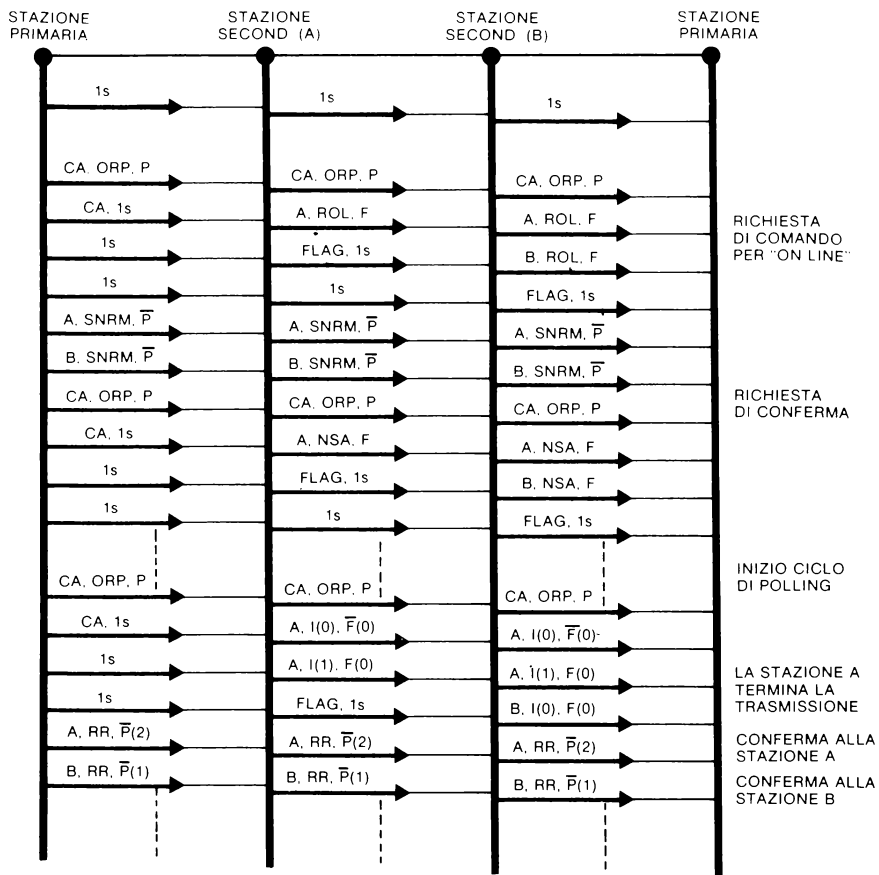 STAZIONE PRIMARIA
STAZIONE SECOND (A)
STAZIONE SECOND (B)
STAZIONE PRIMARIA
1s
1s
1s
CA. ORP. P
CA. ORP. P
CA, ORP, P
CA, 1s
A, ROL, F
A, ROL, F
RICHIESTA
DI COMANDO
PER "ON LINE"
1s
FLAG, 1s
B, ROL, F
1s
1s
FLAG, 1s
A, SNRM, P̅
A, SNRM, P̅
A, SNRM, P̅
B. SNRM, P̅
B. SNRM, P̅
B, SNRM, P̅
CA. ORP, P
CA, ORP, P
CA, ORP, P
RICHIESTA
DI CONFERMA
CA, 1s
A, NSA, F
A, NSA, F
1s
FLAG, 1s
B, NSA, F
1s
1s
FLAG, 1s
CA, ORP, P
CA, ORP, P
CA, ORP, P
INIZIO CICLO
DI POLLING
CA, 1s
A, I(0), F̅(0)
A, I(0), F̅(0)
1s
A, I(1). F(0)
A, I(1), F(0)
LA STAZIONE A
TERMINA LA
TRASMISSIONE
1s
FLAG, 1s
B, I(0). F(0)
A, RR, P̅(2)
A, RR, P̅(2)
A, RR, P̅(2)
CONFERMA ALLA
STAZIONE A
B, RR, P̅(1)
B, RR, P̅(1)
B, RR, P̅(1)
CONFERMA ALLA
STAZIONE B